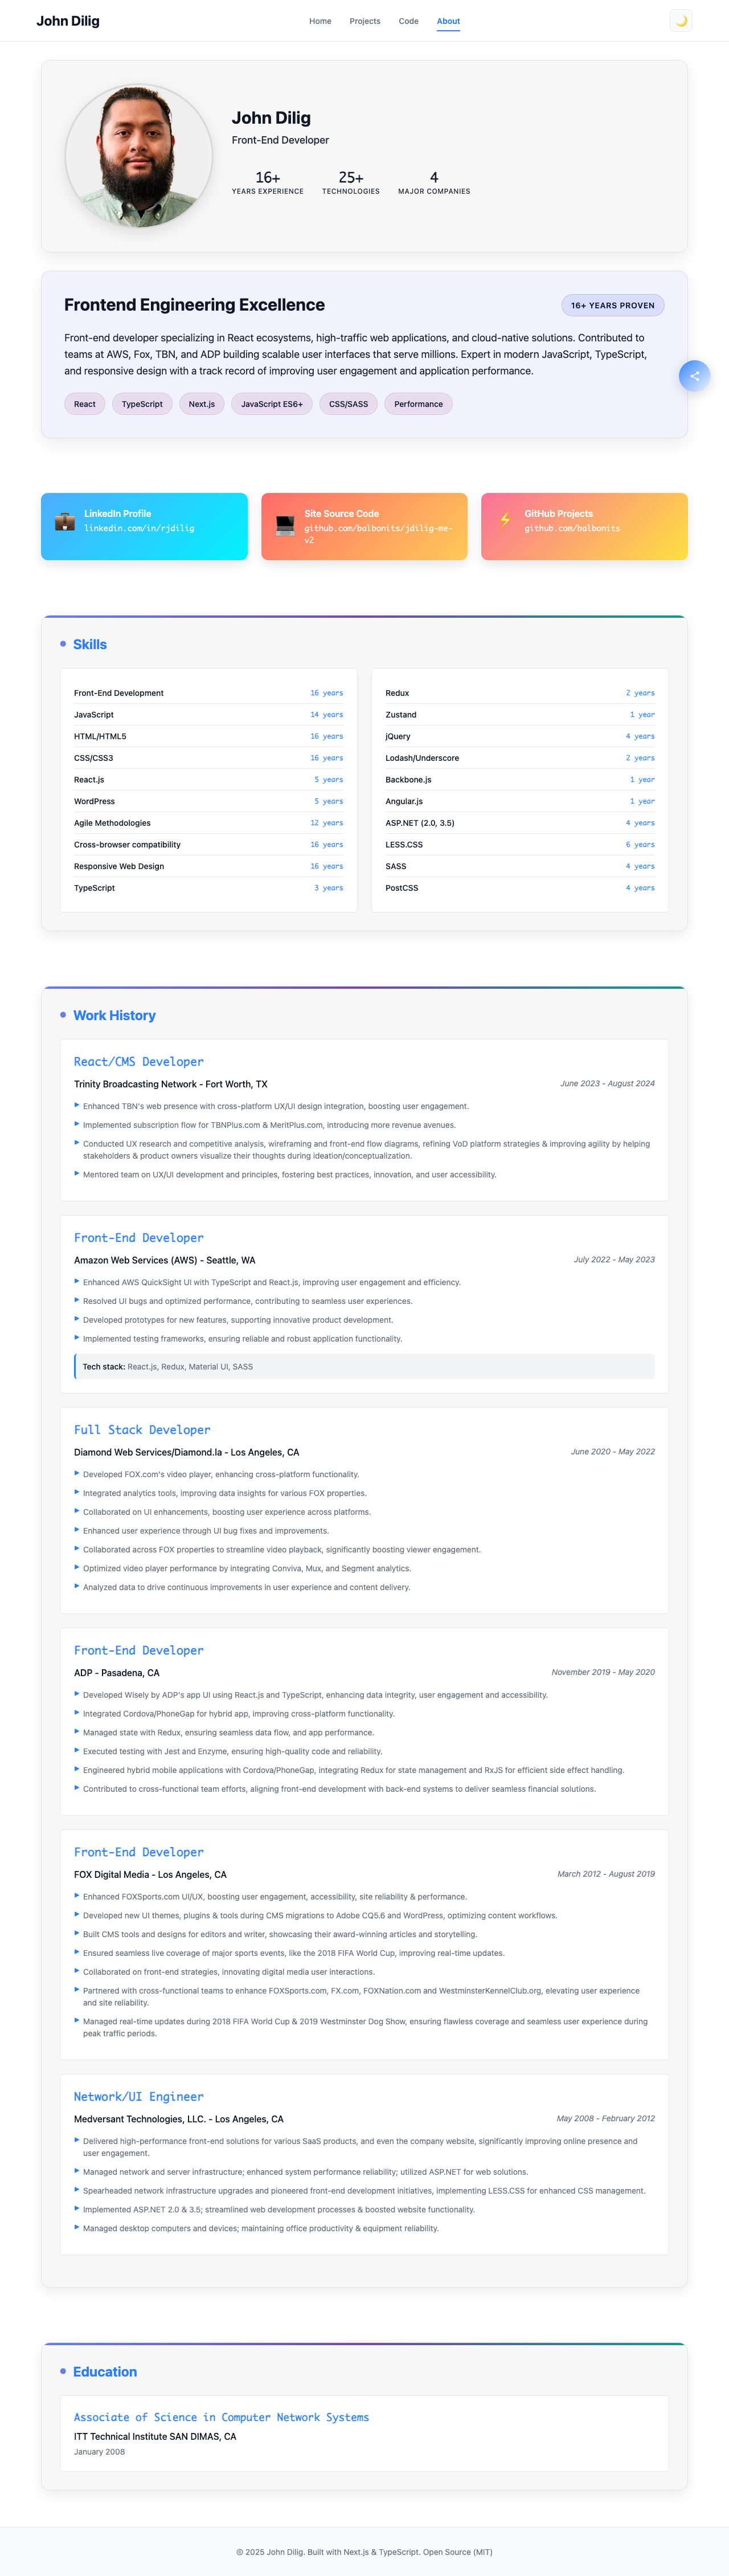 John Dilig
Home Projects Code About
John Dilig
Front-End Developer
16+ 25+ 4
YEARS EXPERIENCE TECHNOLOGIES MAJOR COMPANIES
Frontend Engineering Excellence
16+ YEARS PROVEN
Front-end developer specializing in React ecosystems, high-traffic web applications, and cloud-native solutions. Contributed to
teams at AWS, Fox, TBN, and ADP building scalable user interfaces that serve millions. Expert in modern JavaScript, TypeScript,
and responsive design with a track record of improving user engagement and application performance.
React TypeScript Next.js JavaScript ES6+ CSS/SASS Performance
LinkedIn Profile
linkedin.com/in/rjdilig
Site Source Code
github.com/balbonits/jdilig-me-
v2
GitHub Projects
github.com/balbonits
Skills
Front-End Development 16 years
JavaScript 14 years
HTML/HTML5 16 years
CSS/CSS3 16 years
React.js 5 years
WordPress 5 years
Agile Methodologies 12 years
Cross-browser compatibility 16 years
Responsive Web Design 16 years
TypeScript 3 years
Redux 2 years
Zustand 1 year
jQuery 4 years
Lodash/Underscore 2 years
Backbone.js 1 year
Angular.js 1 year
ASP.NET (2.0, 3.5) 4 years
LESS.CSS 6 years
SASS 4 years
PostCSS 4 years
Work History
React/CMS Developer
Trinity Broadcasting Network - Fort Worth, TX June 2023 - August 2024
Enhanced TBN's web presence with cross-platform UX/UI design integration, boosting user engagement.
Implemented subscription flow for TBNPlus.com & MeritPlus.com, introducing more revenue avenues.
Conducted UX research and competitive analysis, wireframing and front-end flow diagrams, refining VoD platform strategies & improving agility by helping
stakeholders & product owners visualize their thoughts during ideation/conceptualization.
Mentored team on UX/UI development and principles, fostering best practices, innovation, and user accessibility.
Front-End Developer
Amazon Web Services (AWS) - Seattle, WA July 2022 - May 2023
Enhanced AWS QuickSight UI with TypeScript and React.js, improving user engagement and efficiency.
Resolved UI bugs and optimized performance, contributing to seamless user experiences.
Developed prototypes for new features, supporting innovative product development.
Implemented testing frameworks, ensuring reliable and robust application functionality.
Tech stack: React.js, Redux, Material UI, SASS
Full Stack Developer
Diamond Web Services/Diamond.la - Los Angeles, CA June 2020 - May 2022
Developed FOX.com's video player, enhancing cross-platform functionality.
Integrated analytics tools, improving data insights for various FOX properties.
Collaborated on UI enhancements, boosting user experience across platforms.
Enhanced user experience through UI bug fixes and improvements.
Collaborated across FOX properties to streamline video playback, significantly boosting viewer engagement.
Optimized video player performance by integrating Conviva, Mux, and Segment analytics.
Analyzed data to drive continuous improvements in user experience and content delivery.
Front-End Developer
ADP - Pasadena, CA November 2019 - May 2020
Developed Wisely by ADP's app UI using React.js and TypeScript, enhancing data integrity, user engagement and accessibility.
Integrated Cordova/PhoneGap for hybrid app, improving cross-platform functionality.
Managed state with Redux, ensuring seamless data flow, and app performance.
Executed testing with Jest and Enzyme, ensuring high-quality code and reliability.
Engineered hybrid mobile applications with Cordova/PhoneGap, integrating Redux for state management and RxJS for efficient side effect handling.
Contributed to cross-functional team efforts, aligning front-end development with back-end systems to deliver seamless financial solutions.
Front-End Developer
FOX Digital Media - Los Angeles, CA March 2012 - August 2019
Enhanced FOXSports.com UI/UX, boosting user engagement, accessibility, site reliability & performance.
Developed new UI themes, plugins & tools during CMS migrations to Adobe CQ5.6 and WordPress, optimizing content workflows.
Built CMS tools and designs for editors and writer, showcasing their award-winning articles and storytelling.
Ensured seamless live coverage of major sports events, like the 2018 FIFA World Cup, improving real-time updates.
Collaborated on front-end strategies, innovating digital media user interactions.
Partnered with cross-functional teams to enhance FOXSports.com, FX.com, FOXNation.com and WestminsterKennelClub.org, elevating user experience
and site reliability.
Managed real-time updates during 2018 FIFA World Cup & 2019 Westminster Dog Show, ensuring flawless coverage and seamless user experience during
peak traffic periods.
Network/UI Engineer
Medversant Technologies, LLC. - Los Angeles, CA May 2008 - February 2012
Delivered high-performance front-end solutions for various SaaS products, and even the company website, significantly improving online presence and
user engagement.
Managed network and server infrastructure; enhanced system performance reliability; utilized ASP.NET for web solutions.
Spearheaded network infrastructure upgrades and pioneered front-end development initiatives, implementing LESS.CSS for enhanced CSS management.
Implemented ASP.NET 2.0 & 3.5; streamlined web development processes & boosted website functionality.
Managed desktop computers and devices; maintaining office productivity & equipment reliability.
Education
Associate of Science in Computer Network Systems
ITT Technical Institute SAN DIMAS, CA
January 2008
© 2025 John Dilig. Built with Next.js & TypeScript. Open Source (MIT)